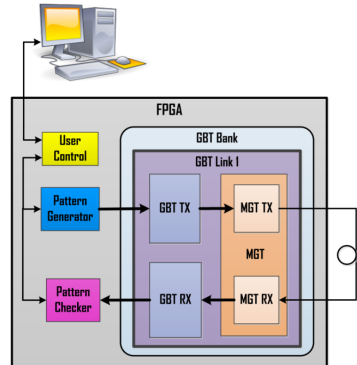 FPGA
User
Control
GBT Bank
GBT Link 1
Pattern
Generator
GBT TX
MGT TX
MGT
Pattern
Checker
GBT RX
MGT RX